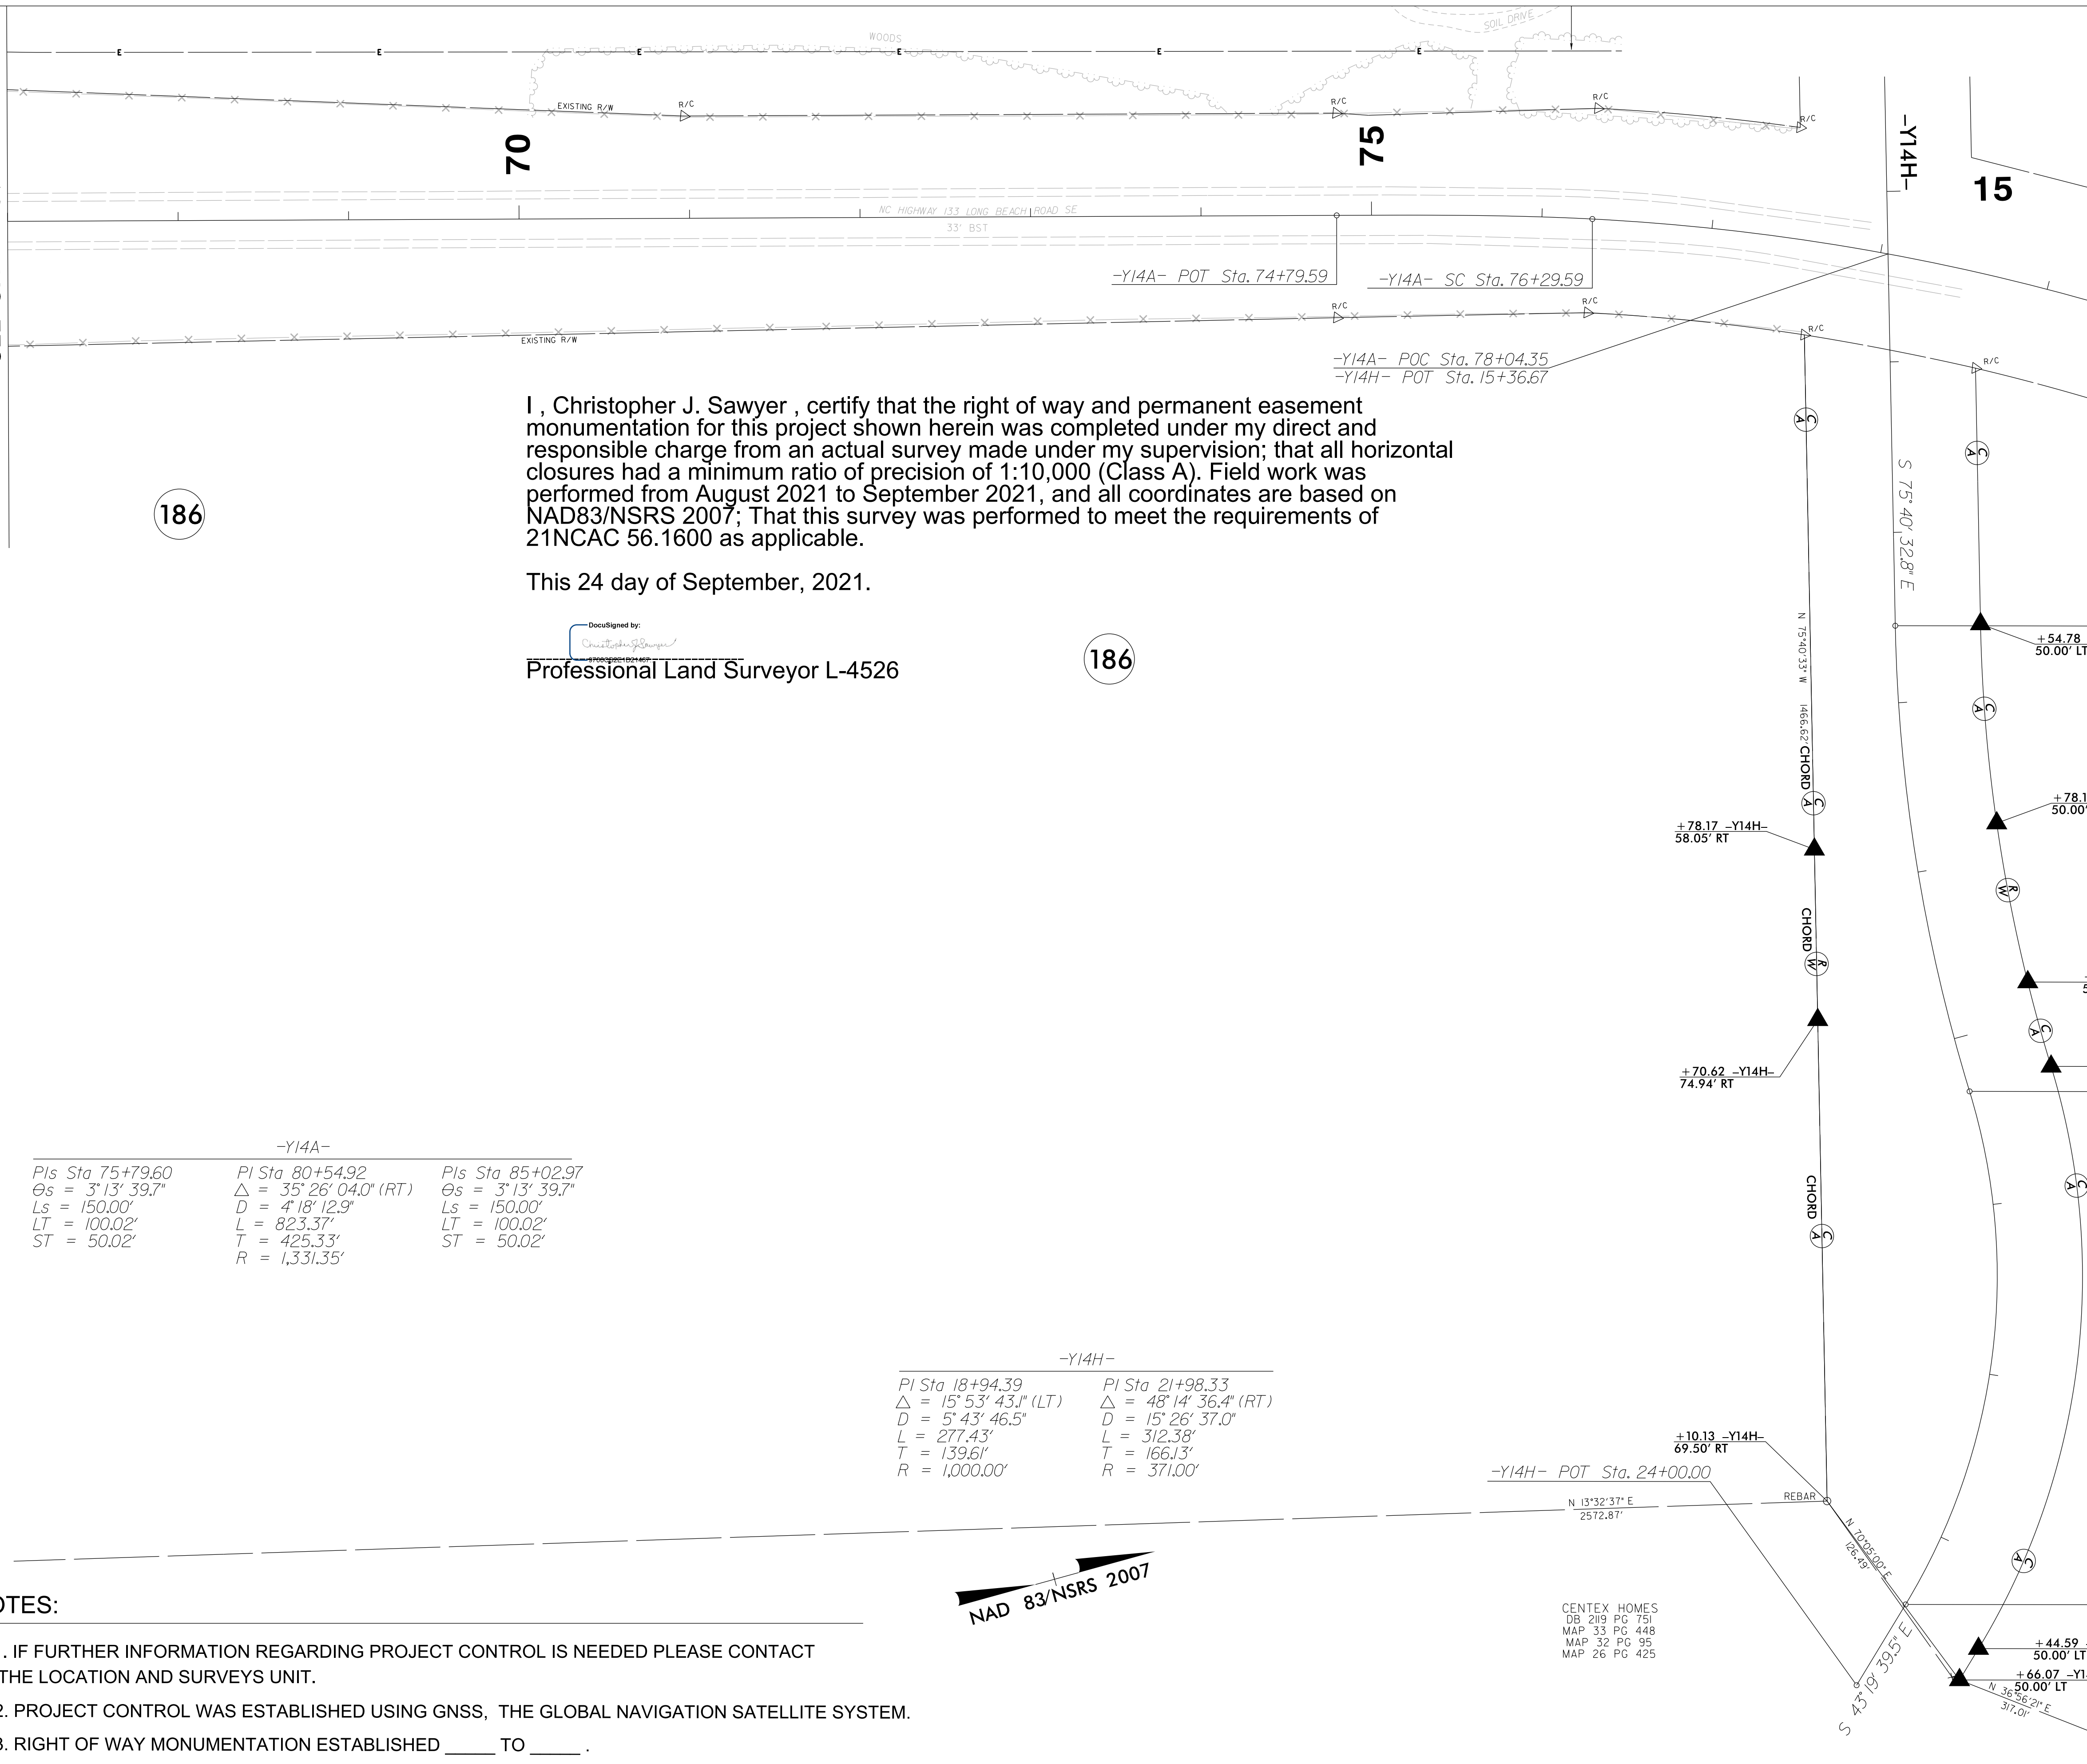 SOIL DRIVE
WOODS
E E E E E E
EXISTING R/W
R/C
R/C
R/C
R/C
70
75
-Y14H-
15
NC HIGHWAY 133 LONG BEACH ROAD SE
33' BST
-Y14A- POT Sta. 74+79.59
-Y14A- SC Sta. 76+29.59
R/C
R/C
R/C
R/C
EXISTING R/W
-Y14A- POC Sta. 78+04.35
-Y14H- POT Sta. 15+36.67
I , Christopher J. Sawyer , certify that the right of way and permanent easement
monumentation for this project shown herein was completed under my direct and
responsible charge from an actual survey made under my supervision; that all horizontal
closures had a minimum ratio of precision of 1:10,000 (Class A). Field work was
performed from August 2021 to September 2021, and all coordinates are based on
NAD83/NSRS 2007; That this survey was performed to meet the requirements of
21NCAC 56.1600 as applicable.
This 24 day of September, 2021.
DocuSigned by:
Christopher J Sawyer
Professional Land Surveyor L-4526
186
186
S 75°40' 32.8" E
CA
CA
N 75°40'33" W 1466.62' CHORD
CA
+54.78
50.00' LT
CA
+78.1
50.00'
+78.17 -Y14H-
58.05' RT
RW
CHORD
RW
CA
+70.62 -Y14H-
74.94' RT
CHORD
CA
CA
-Y14A-
PIs Sta 75+79.60
Θs = 3° 13' 39.7"
Ls = 150.00'
LT = 100.02'
ST = 50.02'
PI Sta 80+54.92
△ = 35° 26' 04.0" (RT)
D = 4° 18' 12.9"
L = 823.37'
T = 425.33'
R = 1,331.35'
PIs Sta 85+02.97
Θs = 3° 13' 39.7"
Ls = 150.00'
LT = 100.02'
ST = 50.02'
-Y14H-
PI Sta 18+94.39
△ = 15° 53' 43.1" (LT)
D = 5° 43' 46.5"
L = 277.43'
T = 139.61'
R = 1,000.00'
PI Sta 21+98.33
△ = 48° 14' 36.4" (RT)
D = 15° 26' 37.0"
L = 312.38'
T = 166.13'
R = 371.00'
+10.13 -Y14H-
69.50' RT
-Y14H- POT Sta. 24+00.00
REBAR
N 13°32'37" E
2572.87'
N 70°05'00" E
126.49'
CA
NAD 83/NSRS 2007
CENTEX HOMES
DB 2119 PG 751
MAP 33 PG 448
MAP 32 PG 95
MAP 26 PG 425
S 43° 19' 39.5" E
+44.59
50.00' LT
+66.07 -Y1
50.00' LT
N 36°56'21" E
317.01'
OTES:
. IF FURTHER INFORMATION REGARDING PROJECT CONTROL IS NEEDED PLEASE CONTACT
THE LOCATION AND SURVEYS UNIT.
2. PROJECT CONTROL WAS ESTABLISHED USING GNSS, THE GLOBAL NAVIGATION SATELLITE SYSTEM.
3. RIGHT OF WAY MONUMENTATION ESTABLISHED _____ TO _____ .